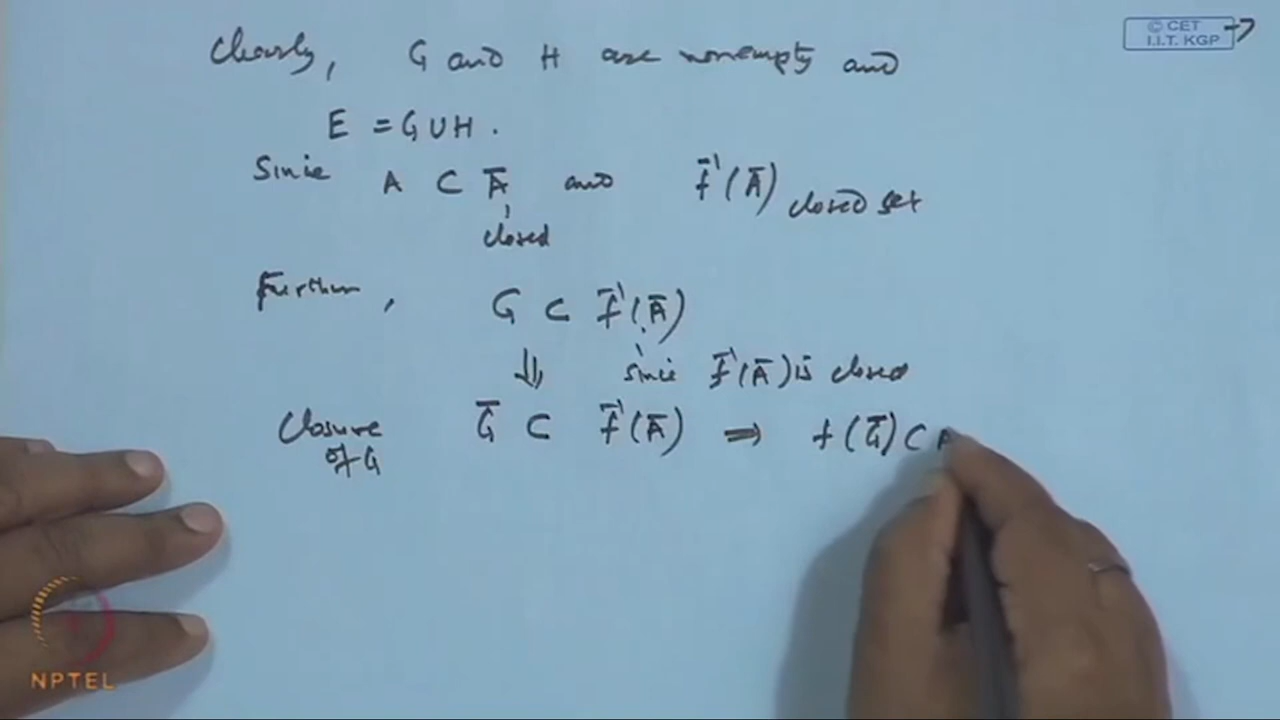 © CET
I.I.T. KGP
Clearly, G and H are nonempty and
E = G ∪ H .
Since A ⊂ A̅ and f⁻¹(A̅) closed set
closed
Further, G ⊂ f⁻¹(A̅)
⇓ since f⁻¹(A̅) is closed
Closure of G G̅ ⊂ f⁻¹(A̅) ⇒ f(G̅) ⊂ A
NPTEL